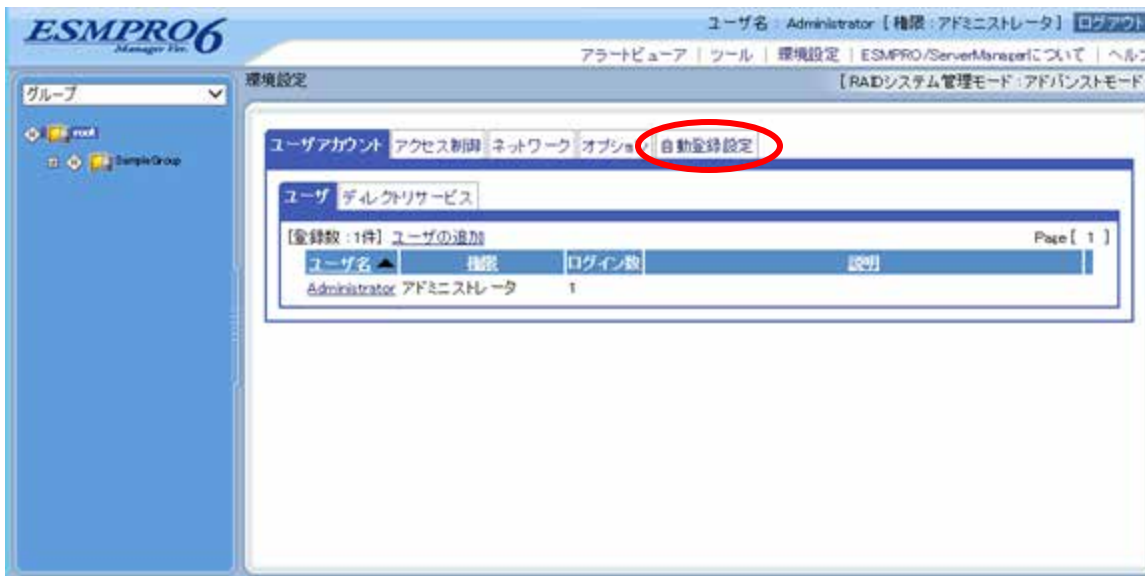 ESMPRO6
Manager Ver.
ユーザ名 : Administrator [ 権限 : アドミニストレータ ] ログアウト
アラートビューア | ツール | 環境設定 | ESMPRO/ServerManagerについて | ヘル
グループ
環境設定
[ RAIDシステム管理モード : アドバンストモード
root
SampleGroup
ユーザアカウント アクセス制御 ネットワーク オプション 自動登録設定
ユーザ ディレクトリサービス
[登録数 : 1件] ユーザの追加 Page [ 1 ]
ユーザ名 ▲ 権限 ログイン数 説明
Administrator アドミニストレータ 1